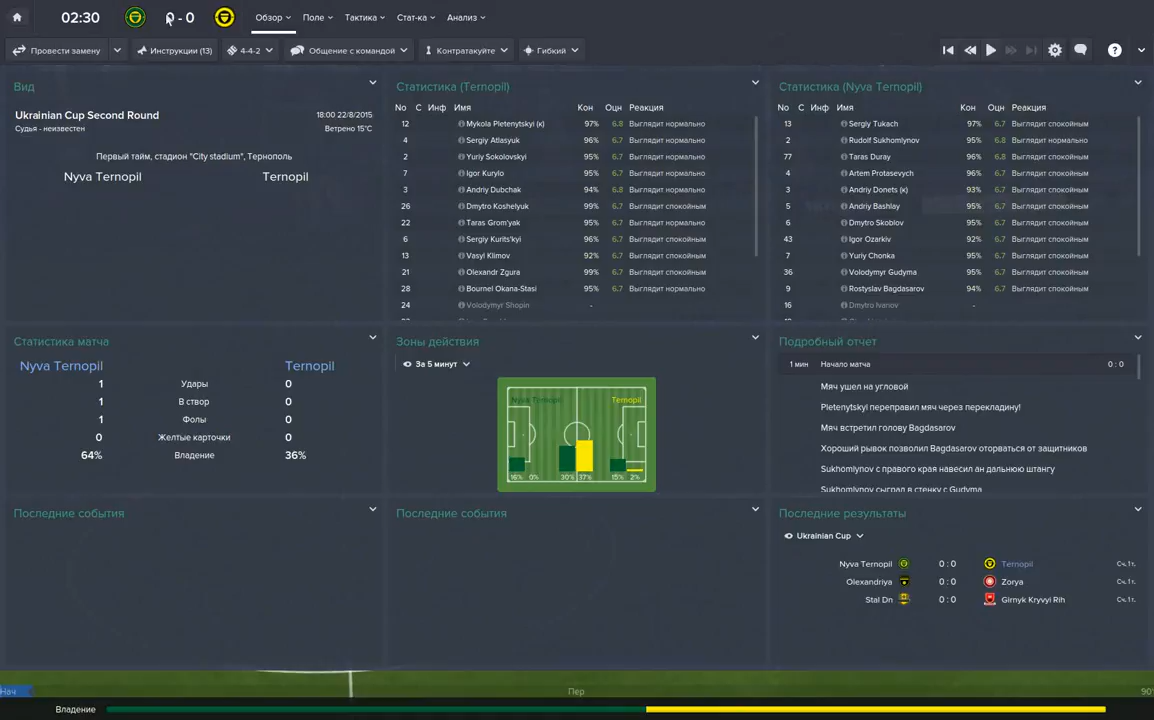 02:30 0 - 0 Обзор Поле Тактика Стат-ка Анализ
Провести замену Инструкции (13) 4-4-2 Общение с командой Контратакуйте Гибкий ?
Вид
Ukrainian Cup Second Round 18:00 22/8/2015
Судья - неизвестен Ветрено 15°C
Первый тайм, стадион "City stadium", Тернополь
Nyva Ternopil Ternopil
Статистика (Ternopil)
No С Инф Имя Кон Оцн Реакция
12 Mykola Pletenytskyi (к) 97% 6.8 Выглядит нормально
4 Sergiy Atlasyuk 96% 6.7 Выглядит нормально
2 Yuriy Sokolovskyi 95% 6.7 Выглядит нормально
7 Igor Kurylo 95% 6.7 Выглядит нормально
3 Andriy Dubchak 94% 6.8 Выглядит нормально
26 Dmytro Koshelyuk 99% 6.7 Выглядит спокойным
22 Taras Grom'yak 95% 6.7 Выглядит нормально
6 Sergiy Kurits'kyi 96% 6.7 Выглядит спокойным
13 Vasyl Klimov 92% 6.7 Выглядит спокойным
21 Olexandr Zgura 99% 6.7 Выглядит спокойным
28 Bournel Okana-Stasi 95% 6.7 Выглядит нормально
24 Volodymyr Shopin -
Статистика (Nyva Ternopil)
No С Инф Имя Кон Оцн Реакция
13 Sergiy Tukach 97% 6.7 Выглядит спокойным
2 Rudolf Sukhomlynov 95% 6.8 Выглядит нормально
77 Taras Duray 96% 6.8 Выглядит спокойным
4 Artem Protasevych 96% 6.7 Выглядит спокойным
3 Andriy Donets (к) 93% 6.7 Выглядит спокойным
5 Andriy Bashlay 95% 6.7 Выглядит спокойным
6 Dmytro Skoblov 95% 6.7 Выглядит спокойным
43 Igor Ozarkiv 92% 6.7 Выглядит спокойным
7 Yuriy Chonka 95% 6.7 Выглядит спокойным
36 Volodymyr Gudyma 95% 6.7 Выглядит спокойным
9 Rostyslav Bagdasarov 94% 6.7 Выглядит спокойным
16 Dmytro Ivanov -
Статистика матча
Nyva Ternopil Ternopil
1 Удары 0
1 В створ 0
1 Фолы 0
0 Желтые карточки 0
64% Владение 36%
Зоны действия
За 5 минут
Nyva Ternopil Ternopil
16% 0% 30% 37% 15% 2%
Подробный отчет
1 мин Начало матча 0 : 0
Мяч ушел на угловой
Pletenytskyi переправил мяч через перекладину!
Мяч встретил голову Bagdasarov
Хороший рывок позволил Bagdasarov оторваться от защитников
Sukhomlynov с правого края навесил на дальнюю штангу
Sukhomlynov сыграл в стенку с Gudyma
Последние события
Последние события
Последние результаты
Ukrainian Cup
Nyva Ternopil 0 : 0 Ternopil Сч.1т.
Olexandriya 0 : 0 Zorya Сч.1т.
Stal Dn 0 : 0 Girnyk Kryvyi Rih Сч.1т.
Нач Пер 90'
Владение